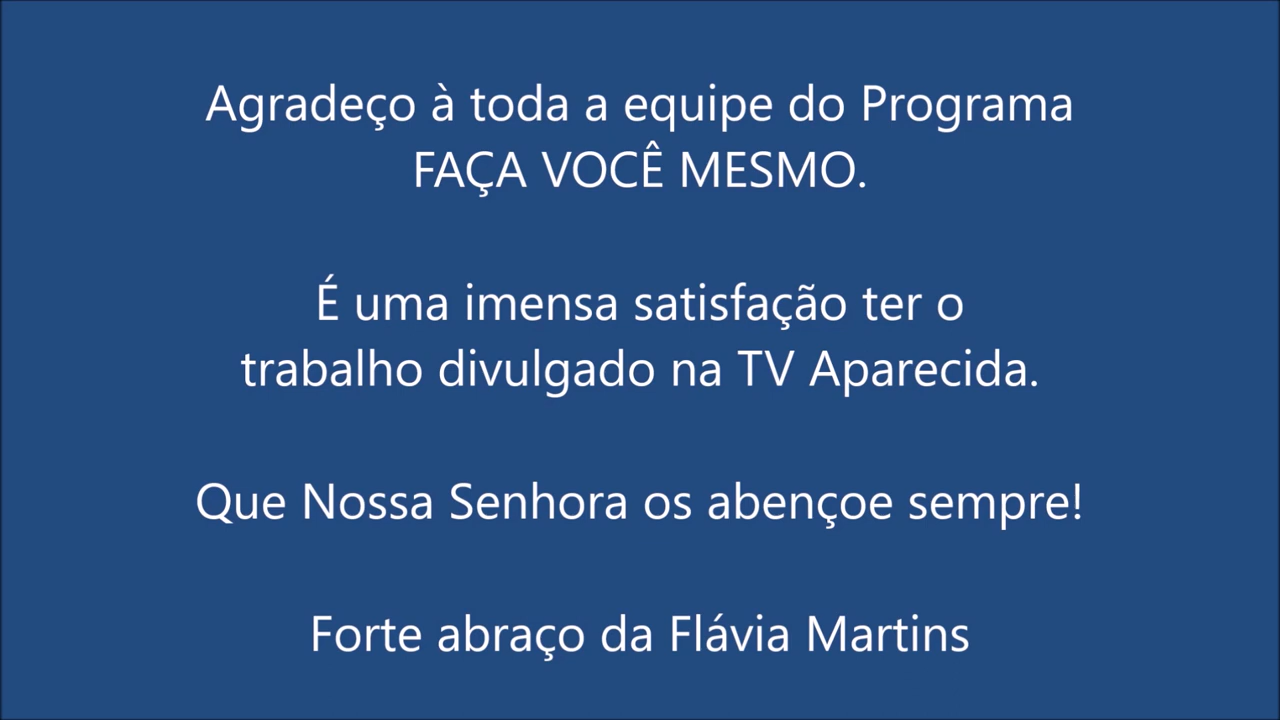 Agradeço à toda a equipe do Programa
FAÇA VOCÊ MESMO.
É uma imensa satisfação ter o
trabalho divulgado na TV Aparecida.
Que Nossa Senhora os abençoe sempre!
Forte abraço da Flávia Martins